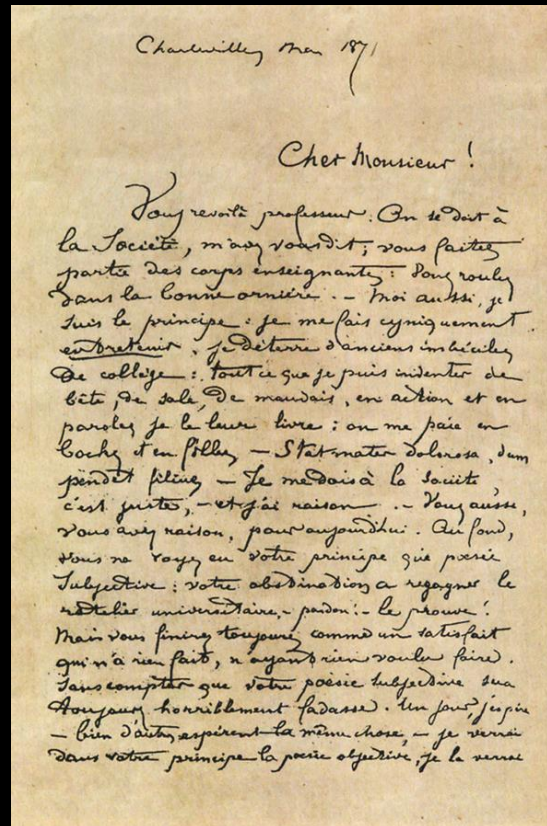 Charleville, mai 1871
Cher Monsieur !
Vous revoilà professeur. On se doit à
la Société, m'avez vous dit ; vous faites
partie des corps enseignants : vous roulez
dans la bonne ornière. - Moi aussi, je
suis le principe : je me fais cyniquement
entretenir ; je déterre d'anciens imbéciles
de collège : tout ce que je puis inventer de
bête, de sale, de mauvais, en action et en
paroles je le leur livre : on me paie en
bocks et en filles - Stat mater dolorosa, dum
pendet filius - Je me dois à la Société,
c'est juste, - et j'ai raison. - Vous aussi,
vous avez raison, pour aujourd'hui. Au fond,
vous ne voyez en votre principe que poésie
subjective : votre obstination a regagner le
ratelier universitaire, - pardon ! - le prouve !
Mais vous finirez toujours comme un satisfait
qui n'a rien fait, n'ayant rien voulu faire.
Sans compter que votre poésie subjective sera
toujours horriblement fadasse. Un jour, j'espère
- bien d'autres espèrent la même chose, - je verrai
dans votre principe la poésie objective, je la verrai